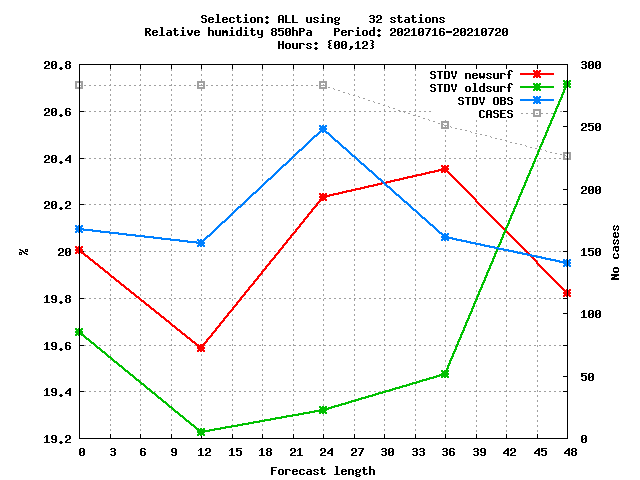 Selection: ALL using    32 stations
Relative humidity 850hPa   Period: 20210716-20210720
Hours: {00,12}
20.8
20.6
20.4
20.2
20
19.8
19.6
19.4
19.2
%
STDV newsurf
STDV oldsurf
STDV OBS
CASES
300
250
200
150
100
50
0
No cases
0 3 6 9 12 15 18 21 24 27 30 33 36 39 42 45 48
Forecast length